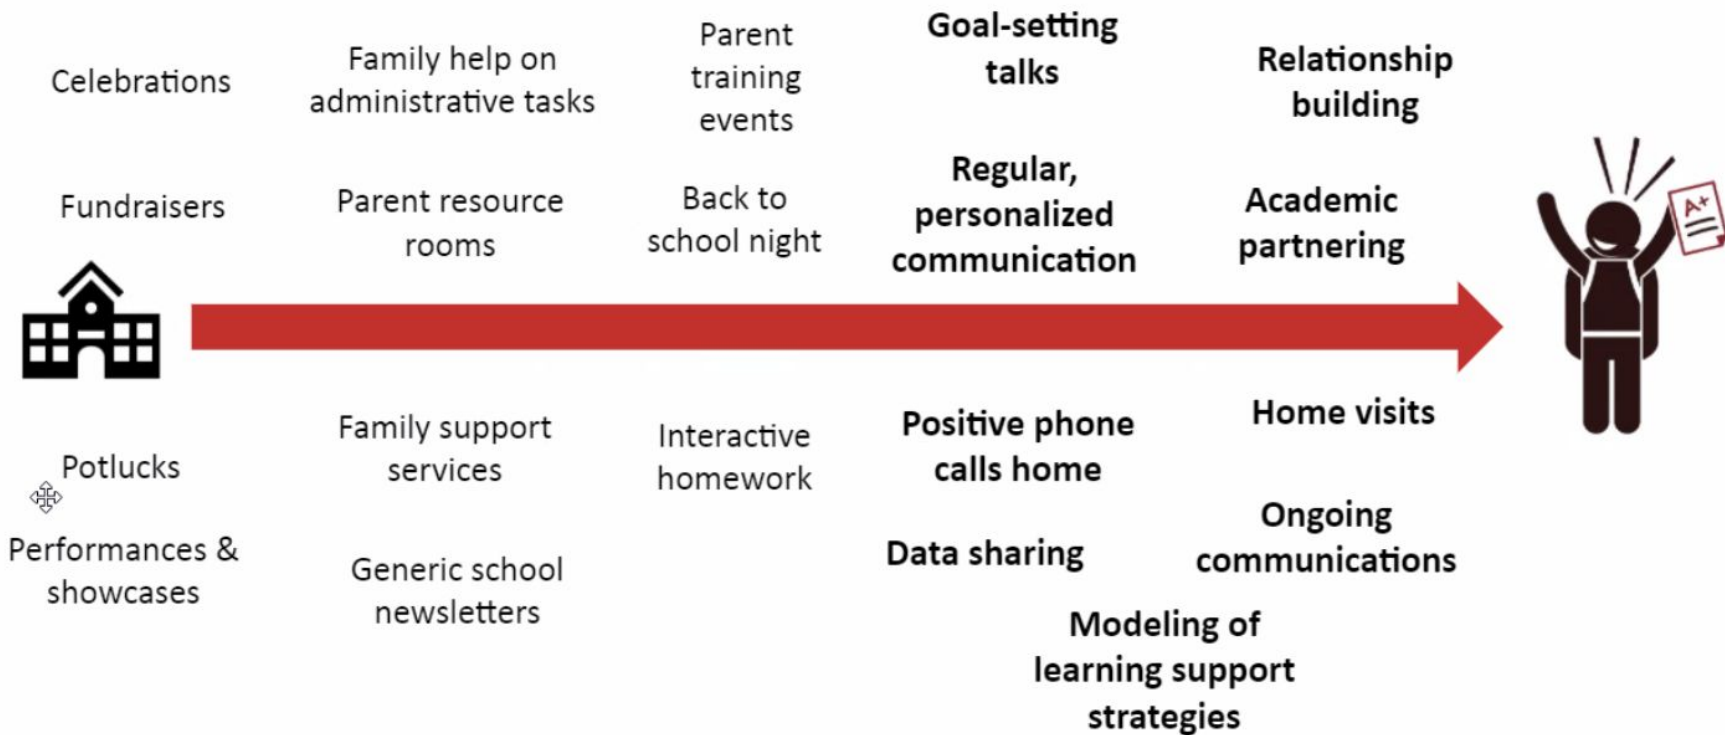 Celebrations
Family help on
administrative tasks
Parent
training
events
Goal-setting
talks
Relationship
building
Fundraisers
Parent resource
rooms
Back to
school night
Regular,
personalized
communication
Academic
partnering
A+
Potlucks
Family support
services
Interactive
homework
Positive phone
calls home
Home visits
Performances &
showcases
Generic school
newsletters
Data sharing
Ongoing
communications
Modeling of
learning support
strategies